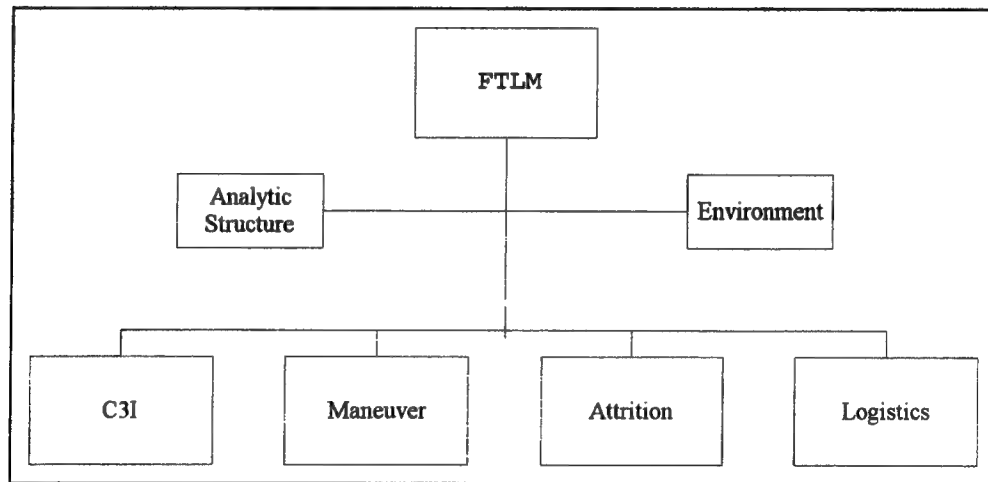 FTLM
Analytic
Structure
Environment
C3I
Maneuver
Attrition
Logistics